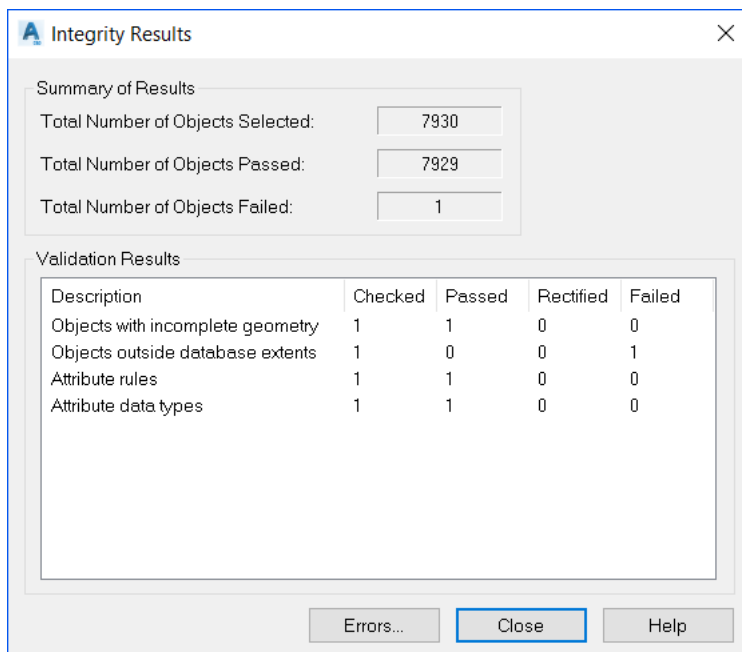 Integrity Results
Summary of Results
Total Number of Objects Selected: 7930
Total Number of Objects Passed: 7929
Total Number of Objects Failed: 1
Validation Results
Description Checked Passed Rectified Failed
Objects with incomplete geometry 1 1 0 0
Objects outside database extents 1 0 0 1
Attribute rules 1 1 0 0
Attribute data types 1 1 0 0
Errors... Close Help